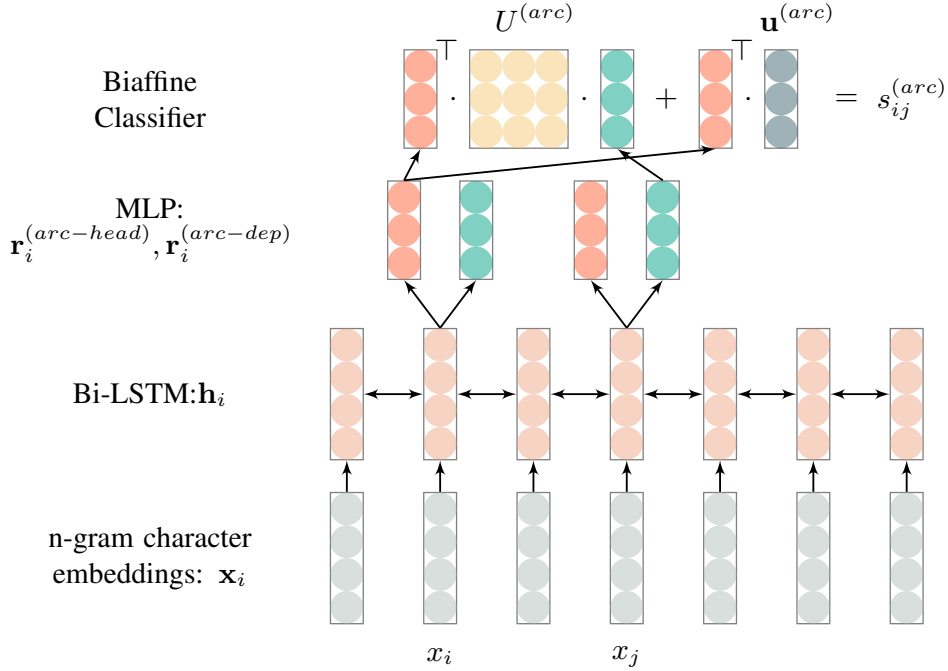 U^{(arc)} u^{(arc)}
Biaffine
Classifier
⊤ · · + ⊤ · = s_{ij}^{(arc)}
MLP:
r_i^{(arc−head)}, r_i^{(arc−dep)}
Bi-LSTM:h_i
n-gram character
embeddings: x_i
x_i x_j